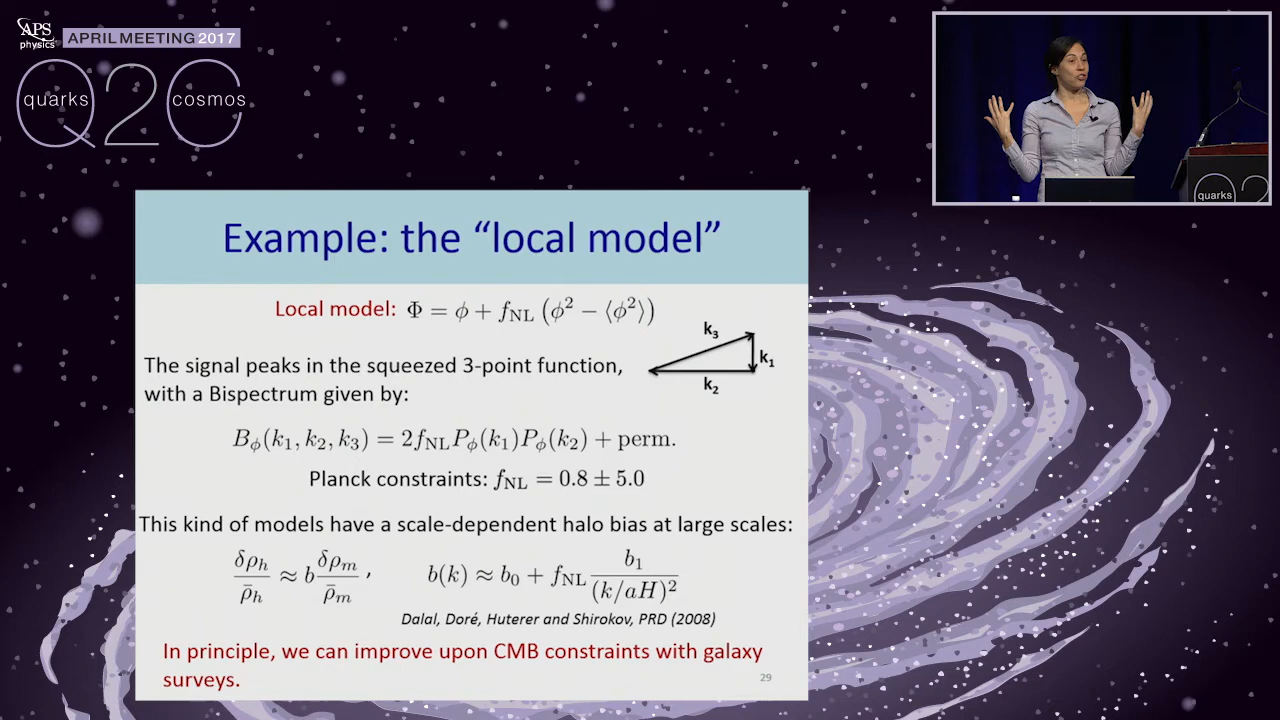 APS
physics
APRIL MEETING 2017
Q2C
quarks
cosmos
quarks
Example: the “local model”
Local model: Φ = ϕ + f_NL (ϕ² − ⟨ϕ²⟩)
k₃
k₁
k₂
The signal peaks in the squeezed 3-point function,
with a Bispectrum given by:
B_ϕ(k₁, k₂, k₃) = 2f_NL P_ϕ(k₁)P_ϕ(k₂) + perm.
Planck constraints: f_NL = 0.8 ± 5.0
This kind of models have a scale-dependent halo bias at large scales:
δρ_h/ρ̄_h ≈ b δρ_m/ρ̄_m , b(k) ≈ b₀ + f_NL b₁/(k/aH)²
Dalal, Doré, Huterer and Shirokov, PRD (2008)
In principle, we can improve upon CMB constraints with galaxy
surveys.
29